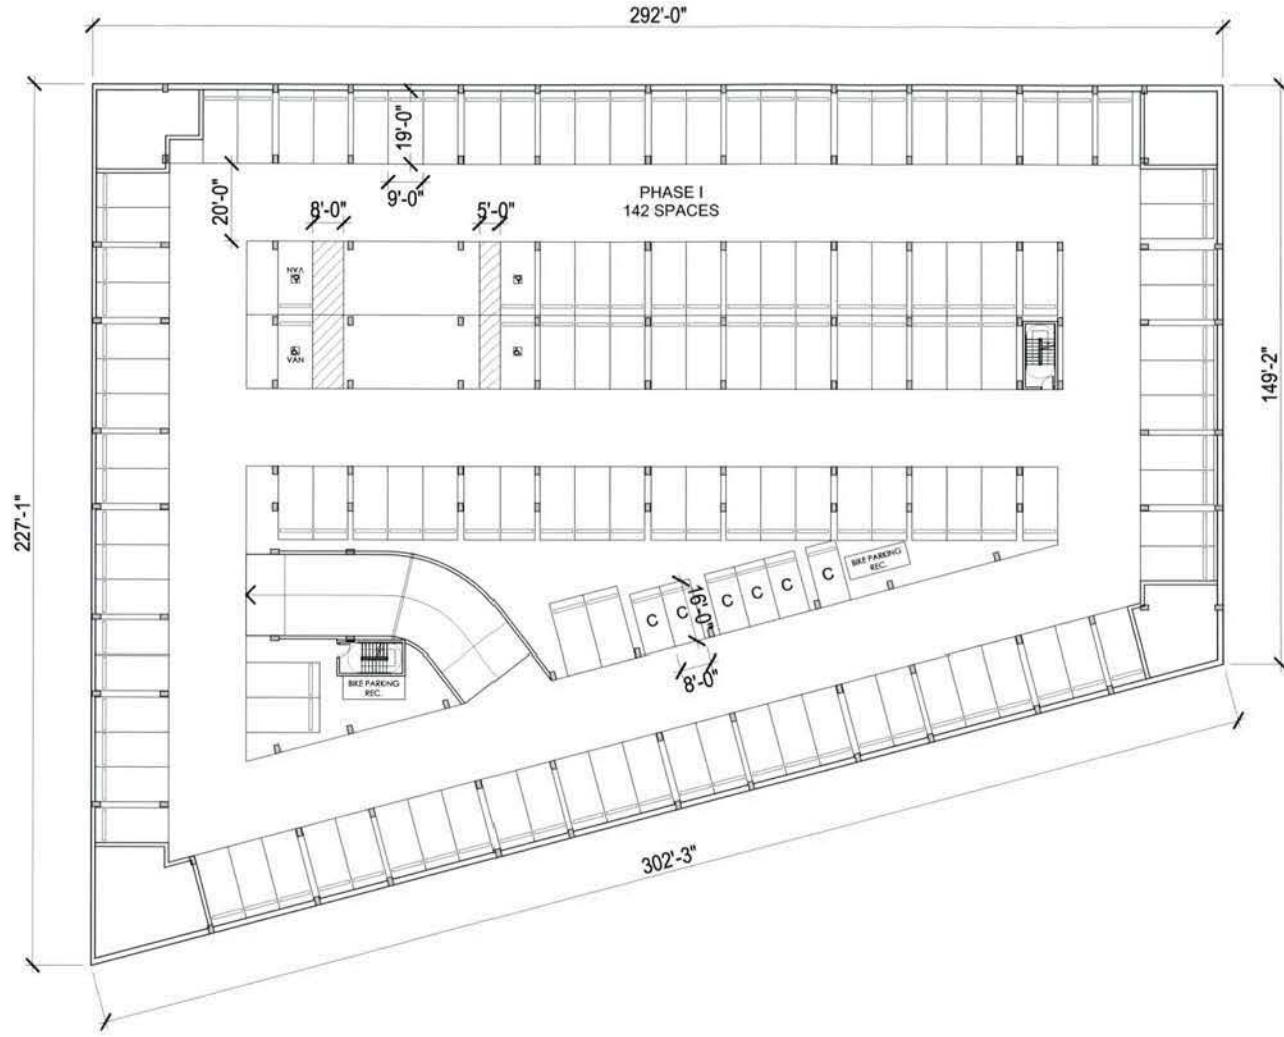 292'-0"
19'-0"
20'-0"
9'-0"
PHASE I
142 SPACES
8'-0"
5'-0"
VAN
VAN
149'-2"
227'-1"
BIKE PARKING
REC.
C
C
C
C
C
C
16'-0"
8'-0"
BIKE PARKING
REC.
302'-3"